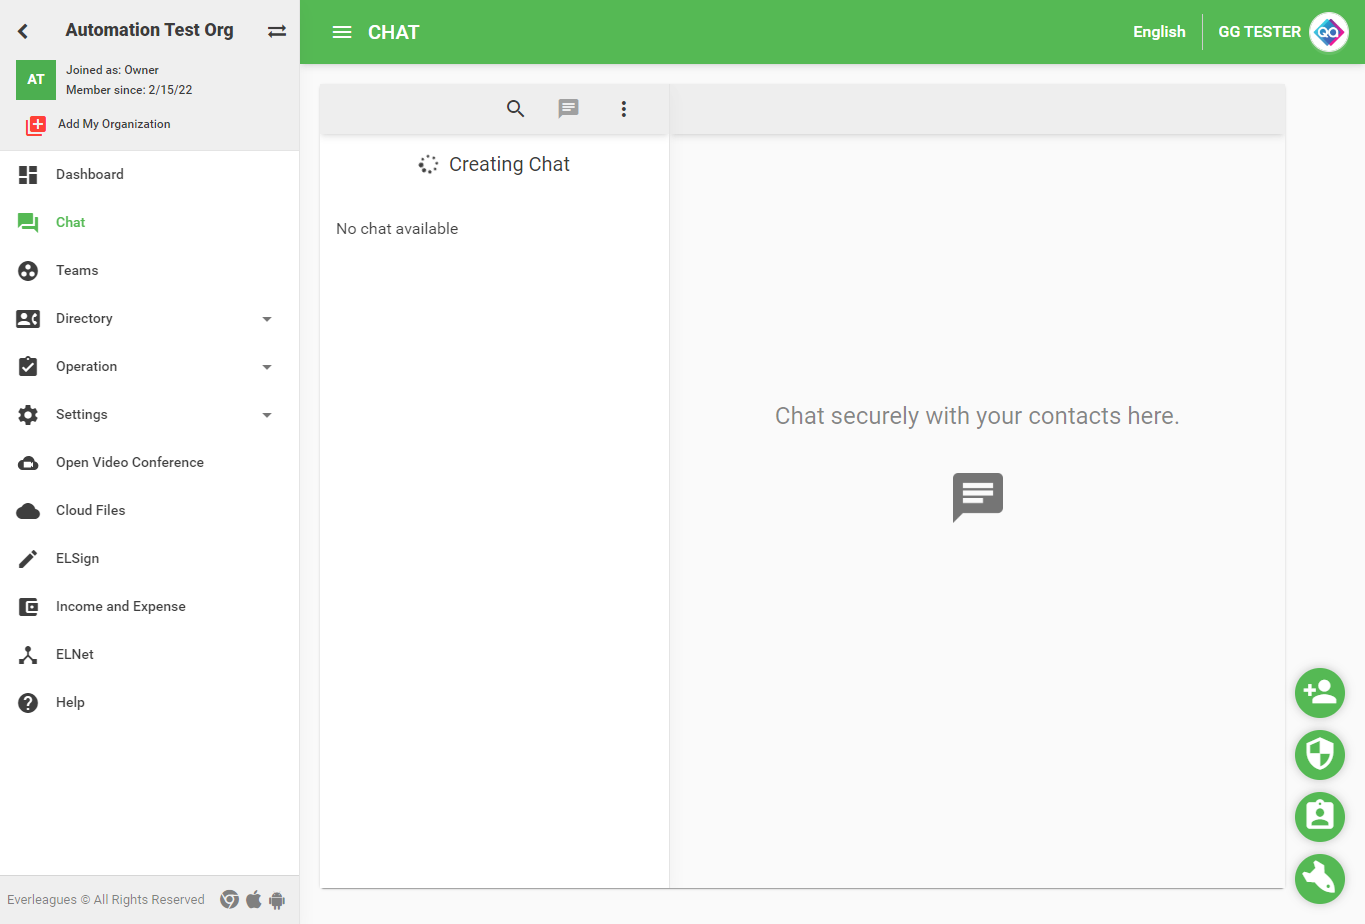 Automation Test Org
AT
Joined as: Owner
Member since: 2/15/22
Add My Organization
Dashboard
Chat
Teams
Directory
Operation
Settings
Open Video Conference
Cloud Files
ELSign
Income and Expense
ELNet
Help
Everleagues © All Rights Reserved
CHAT
English
GG TESTER
QA
Creating Chat
No chat available
Chat securely with your contacts here.